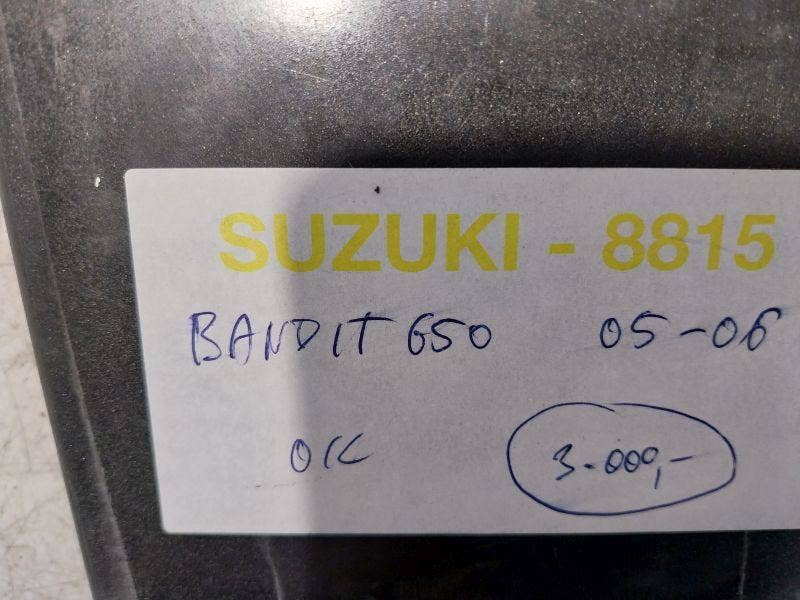 SUZUKI - 8815
BANDIT 650 05-06
OK 3.000,-